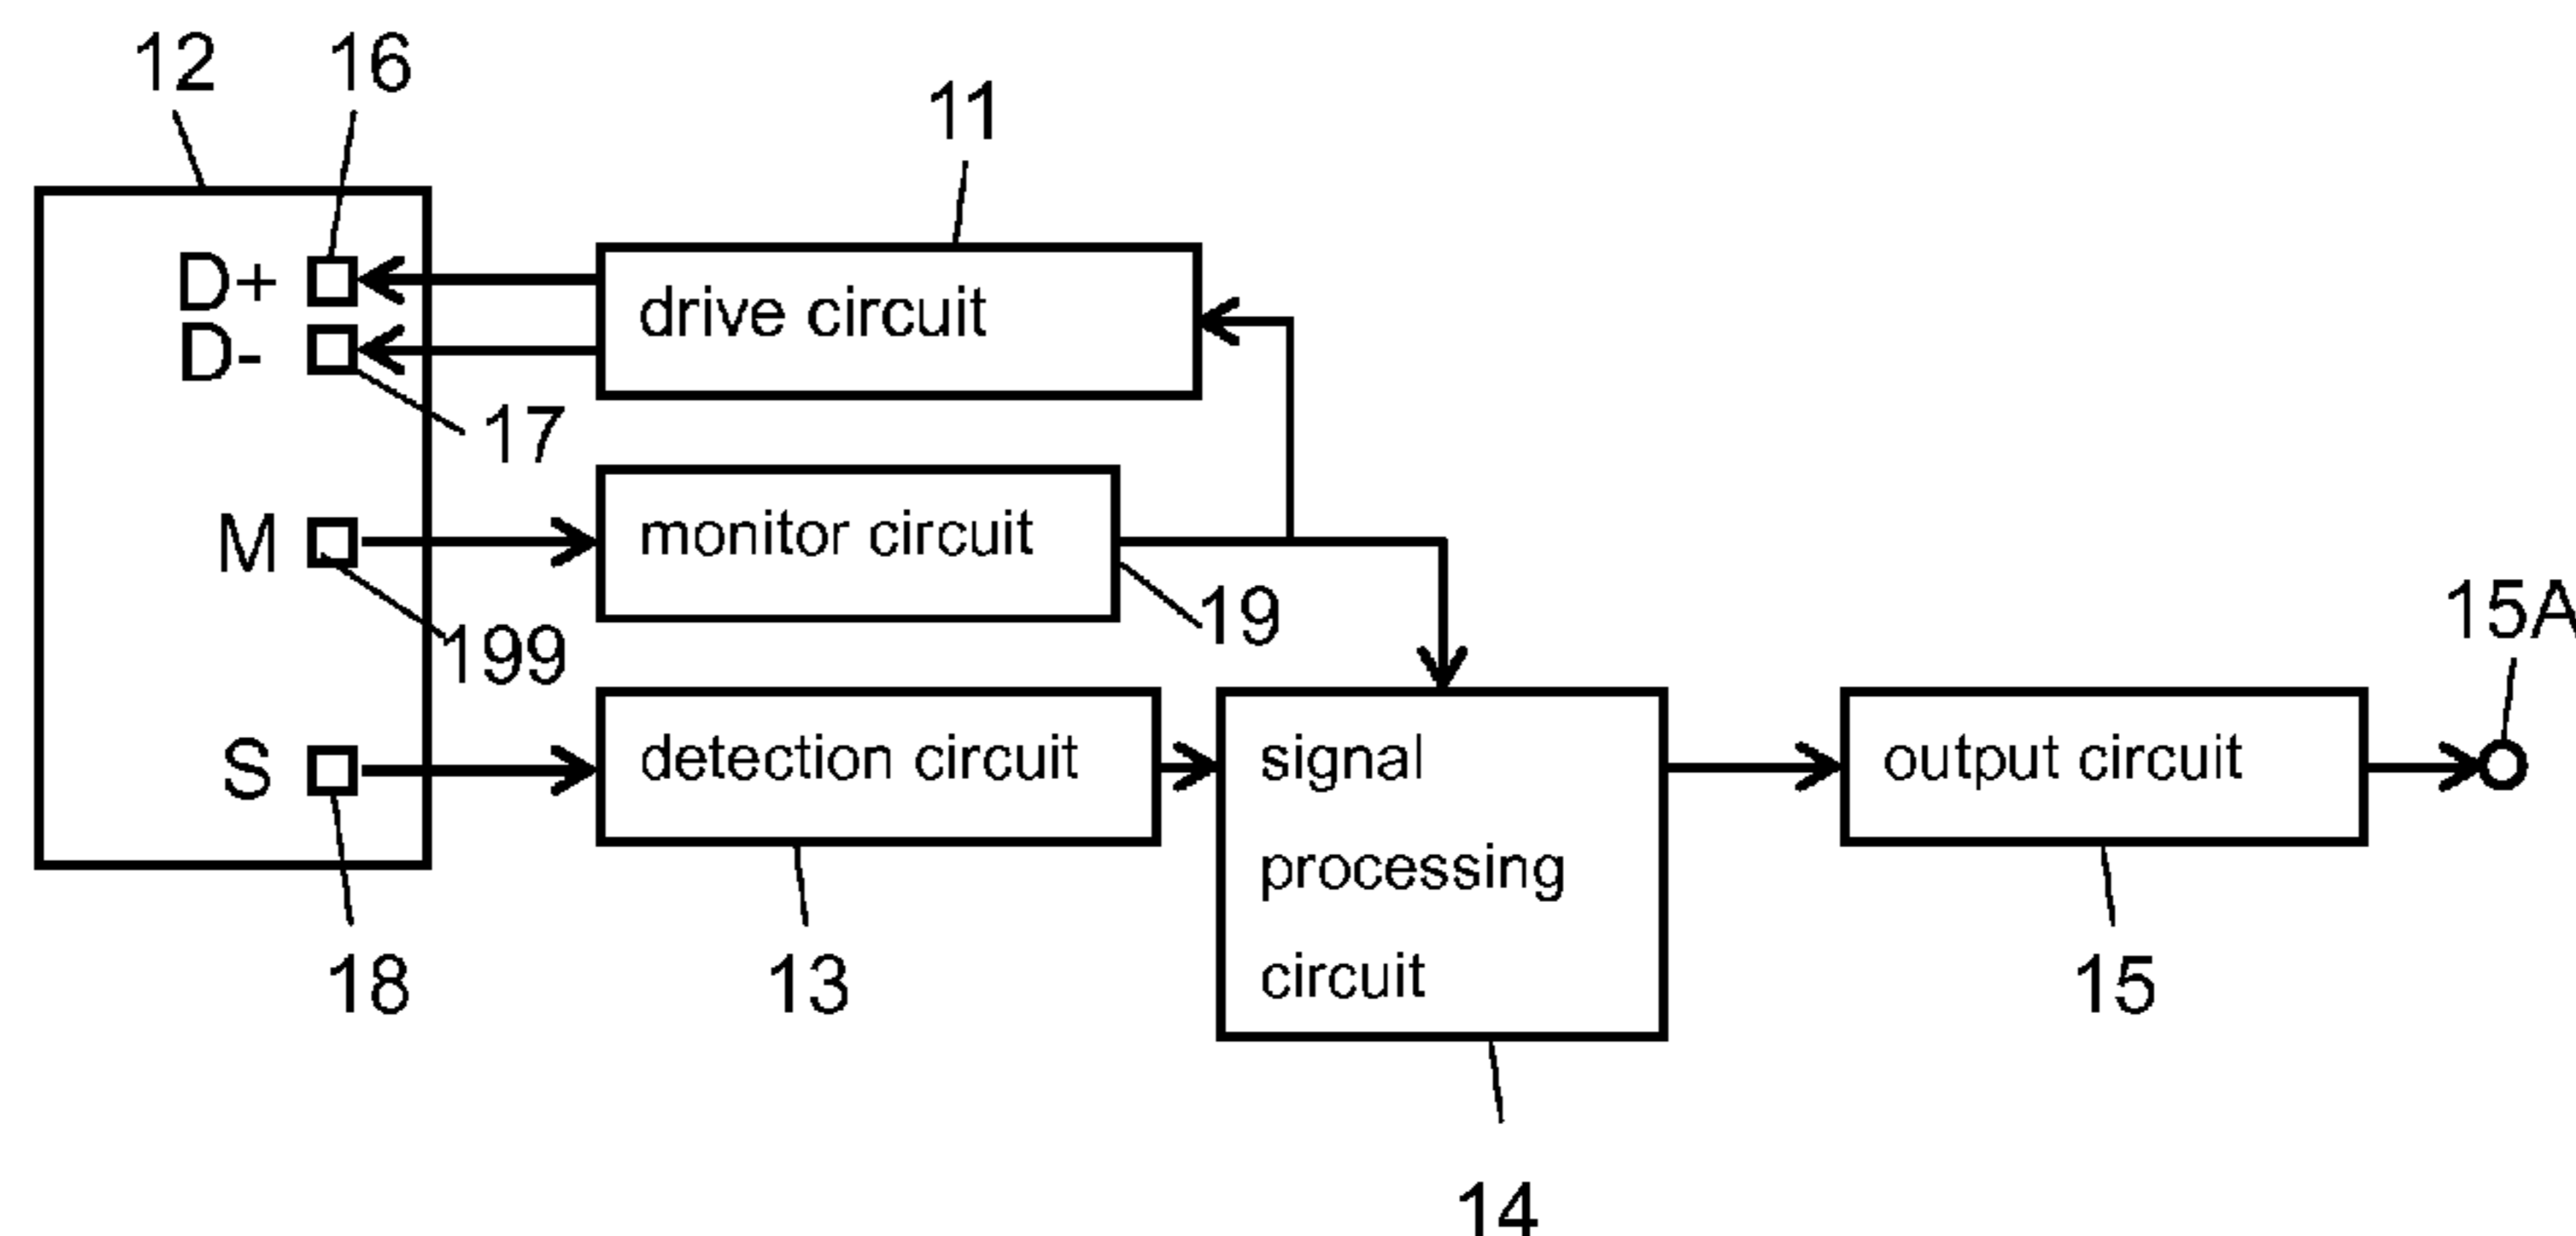 12
16
11
D+
drive circuit
D-
17
M
monitor circuit
199
19
15A
S
detection circuit
signal
processing
circuit
output circuit
18
13
15
14